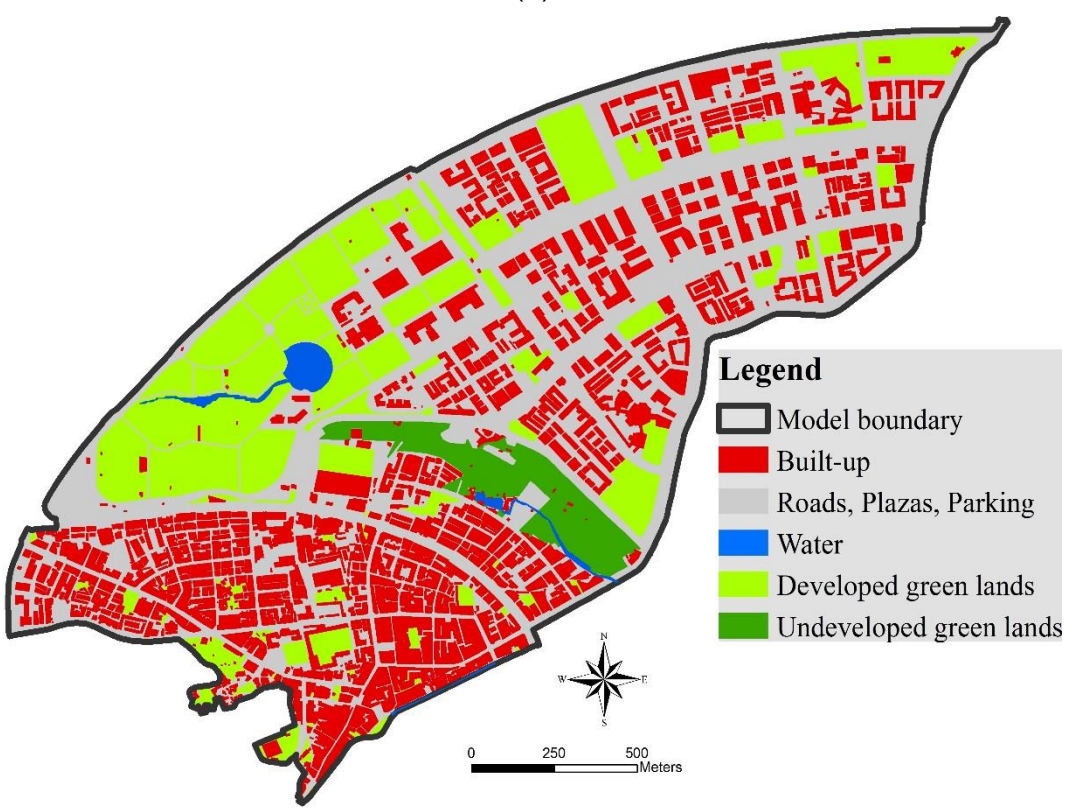 Legend
Model boundary
Built-up
Roads, Plazas, Parking
Water
Developed green lands
Undeveloped green lands
N
W E
S
0 250 500
Meters